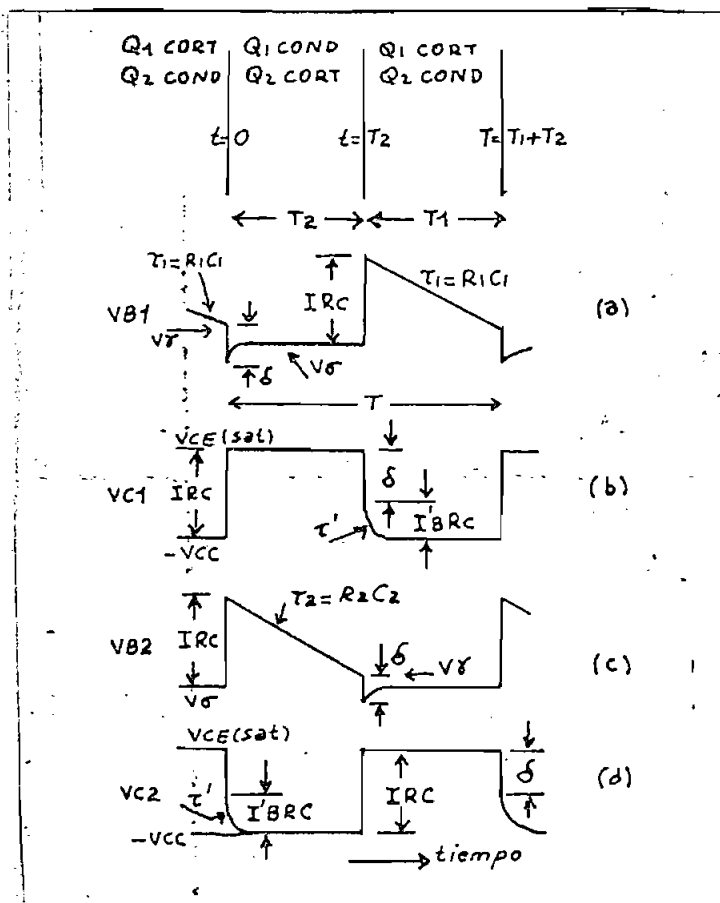 Q1 CORT Q1 COND Q1 CORT
Q2 COND Q2 CORT Q2 COND
t=0 t=T2 T=T1+T2
T2 T1
τ1=R1C1 τ1=R1C1
VB1 IRC (a)
Vγ δ Vσ
T
VCE(sat)
VC1 IRC δ (b)
τ' I'BRC
-VCC
τ2=R2C2
VB2 IRC δ Vγ (c)
Vσ
VCE(sat)
VC2 τ' I'BRC IRC δ (d)
-VCC
tiempo